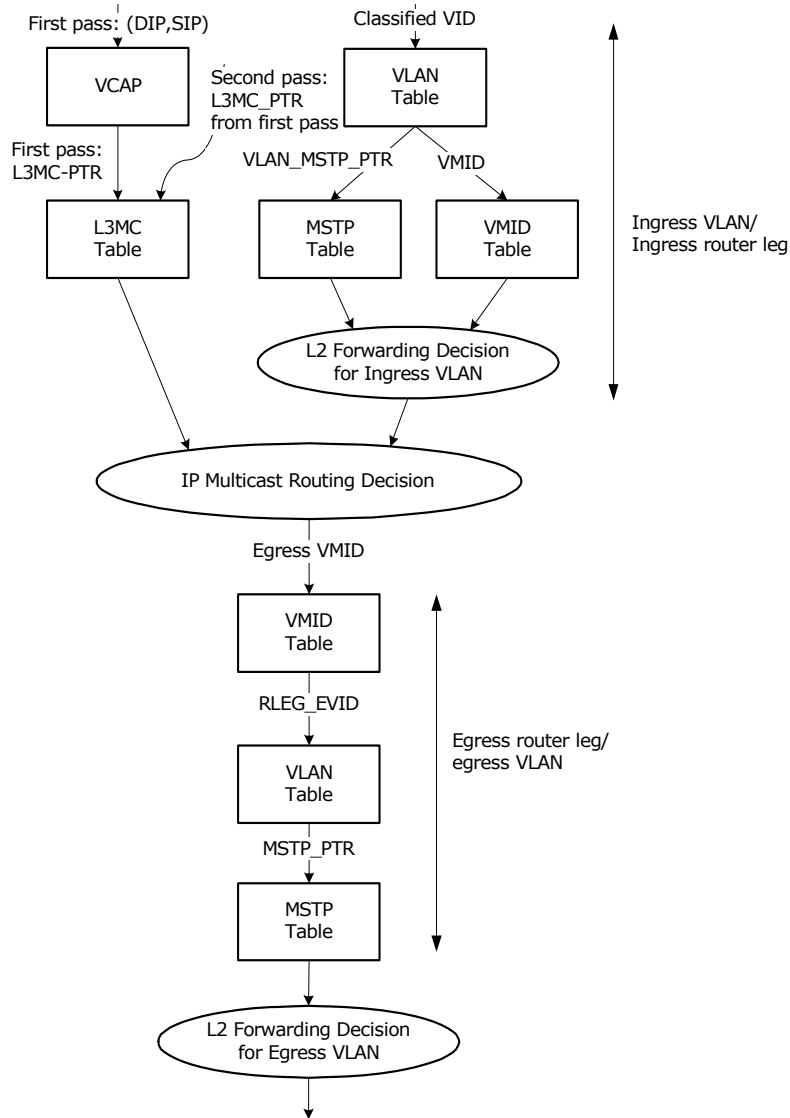 First pass: (DIP,SIP)
Classified VID
VCAP
Second pass:
L3MC_PTR
from first pass
VLAN
Table
First pass:
L3MC-PTR
VLAN_MSTP_PTR
VMID
L3MC
Table
MSTP
Table
VMID
Table
Ingress VLAN/
Ingress router leg
L2 Forwarding Decision
for Ingress VLAN
IP Multicast Routing Decision
Egress VMID
VMID
Table
RLEG_EVID
VLAN
Table
Egress router leg/
egress VLAN
MSTP_PTR
MSTP
Table
L2 Forwarding Decision
for Egress VLAN